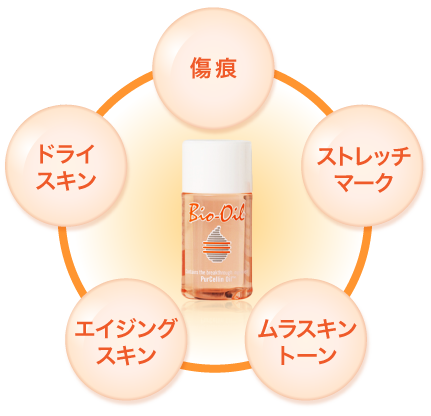 傷痕
ドライ
スキン
ストレッチ
マーク
Bio-Oil
PurCellin Oil
エイジング
スキン
ムラスキン
トーン